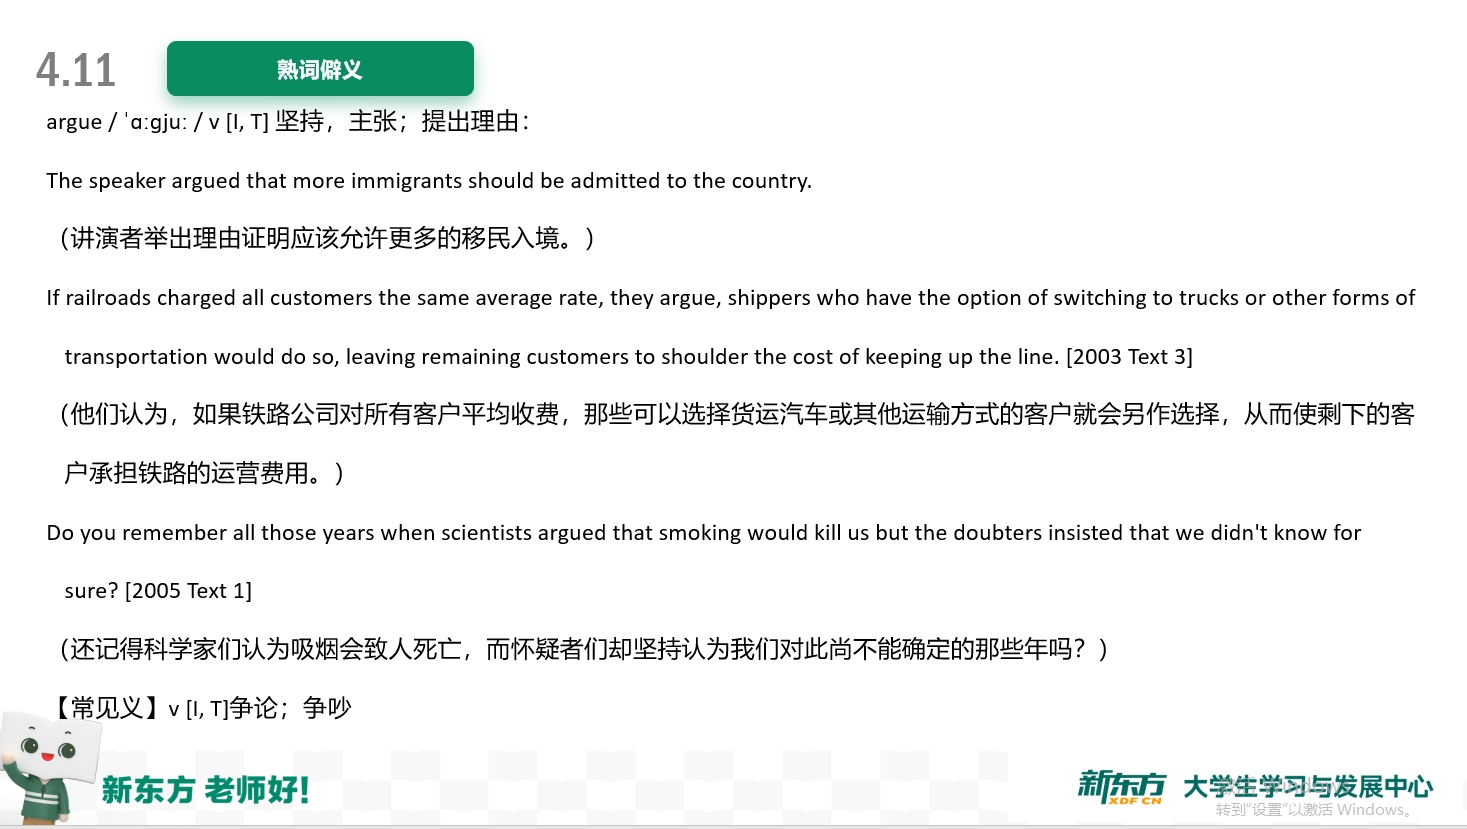 4.11
熟词僻义
argue / ˈɑːɡjuː / v [I, T] 坚持，主张；提出理由：
The speaker argued that more immigrants should be admitted to the country.
（讲演者举出理由证明应该允许更多的移民入境。）
If railroads charged all customers the same average rate, they argue, shippers who have the option of switching to trucks or other forms of
transportation would do so, leaving remaining customers to shoulder the cost of keeping up the line. [2003 Text 3]
（他们认为，如果铁路公司对所有客户平均收费，那些可以选择货运汽车或其他运输方式的客户就会另作选择，从而使剩下的客
户承担铁路的运营费用。）
Do you remember all those years when scientists argued that smoking would kill us but the doubters insisted that we didn't know for
sure? [2005 Text 1]
（还记得科学家们认为吸烟会致人死亡，而怀疑者们却坚持认为我们对此尚不能确定的那些年吗？）
【常见义】v [I, T]争论；争吵
新东方 老师好!
新东方 XDF.CN 大学生学习与发展中心
激活 Windows
转到"设置"以激活 Windows。